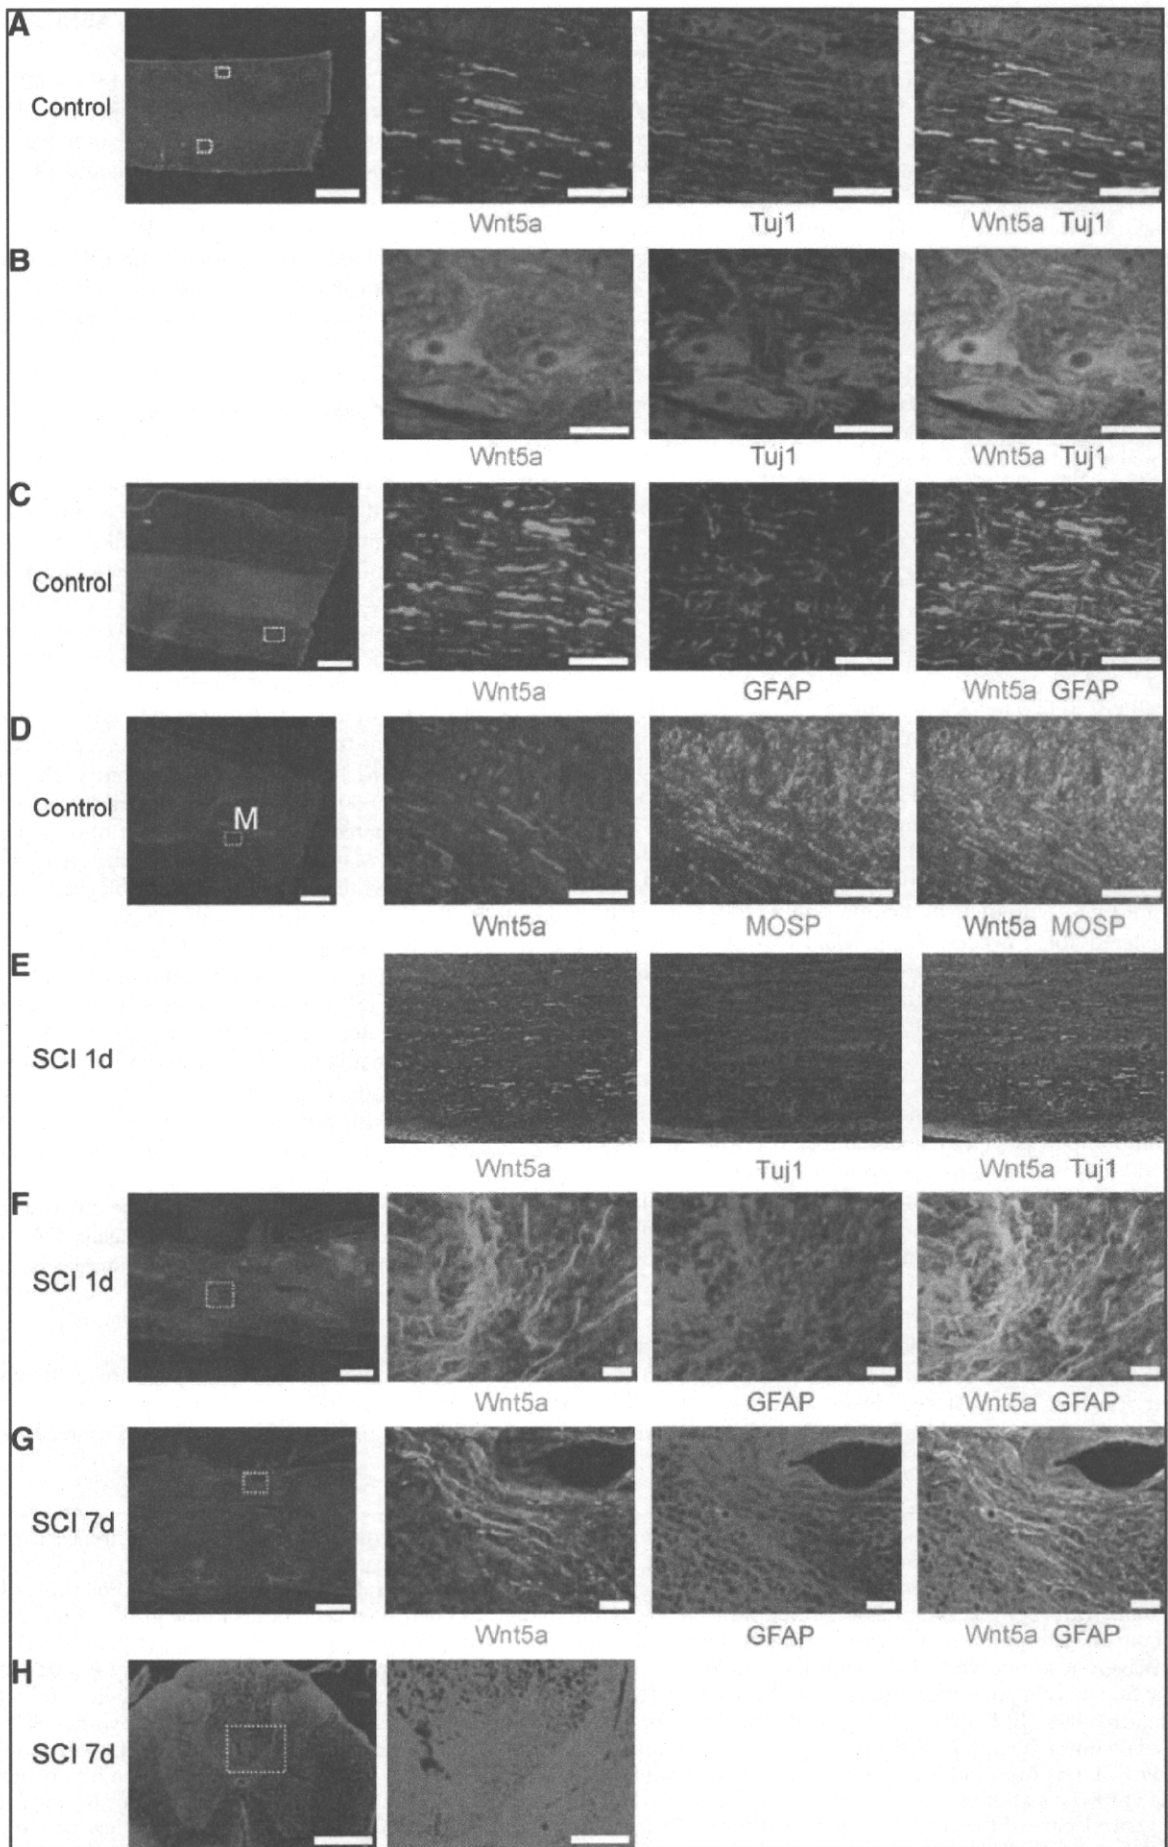 A
Control
Wnt5a Tuj1 Wnt5a Tuj1
B
Wnt5a Tuj1 Wnt5a Tuj1
C
Control
Wnt5a GFAP Wnt5a GFAP
D
Control
M
Wnt5a MOSP Wnt5a MOSP
E
SCI 1d
Wnt5a Tuj1 Wnt5a Tuj1
F
SCI 1d
Wnt5a GFAP Wnt5a GFAP
G
SCI 7d
Wnt5a GFAP Wnt5a GFAP
H
SCI 7d